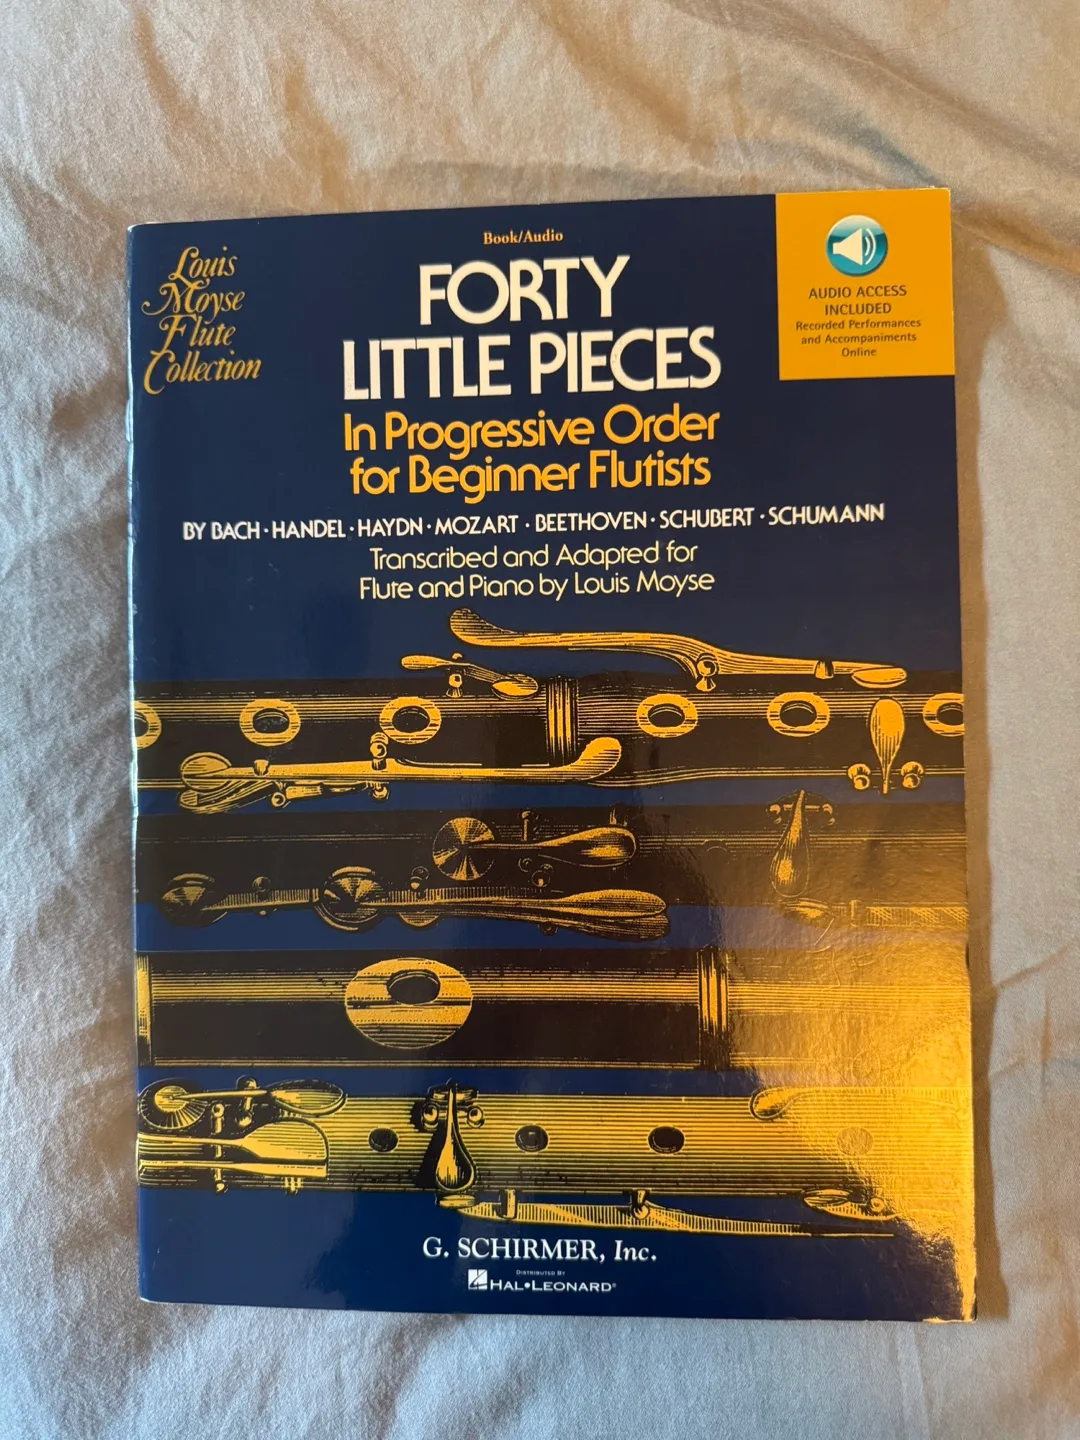 Louis
Moyse
Flute
Collection
Book/Audio
FORTY
LITTLE PIECES
In Progressive Order
for Beginner Flutists
BY BACH · HANDEL · HAYDN · MOZART · BEETHOVEN · SCHUBERT · SCHUMANN
Transcribed and Adapted for
Flute and Piano by Louis Moyse
AUDIO ACCESS
INCLUDED
Recorded Performances
and Accompaniments
Online
G. SCHIRMER, Inc.
DISTRIBUTED BY
HAL•LEONARD®